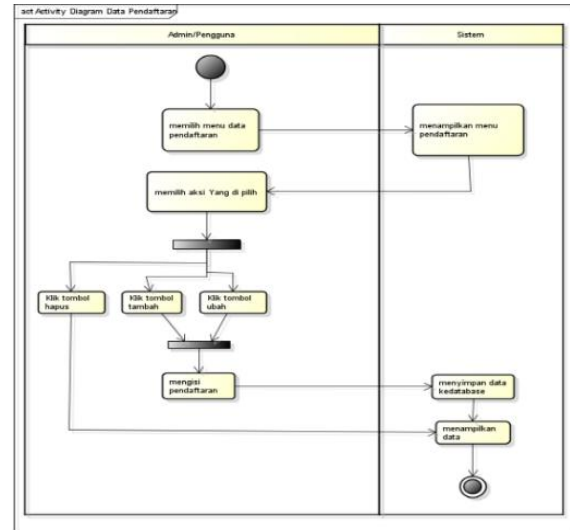 act Activity Diagram Data Pendaftaran
Admin/Pengguna
Sistem
memilih menu data
pendaftaran
menampilkan menu
pendaftaran
memilih aksi Yang di pilih
Klik tombol
hapus
Klik tombol
tambah
Klik tombol
ubah
mengisi
pendaftaran
menyimpan data
kedatabase
menampilkan
data